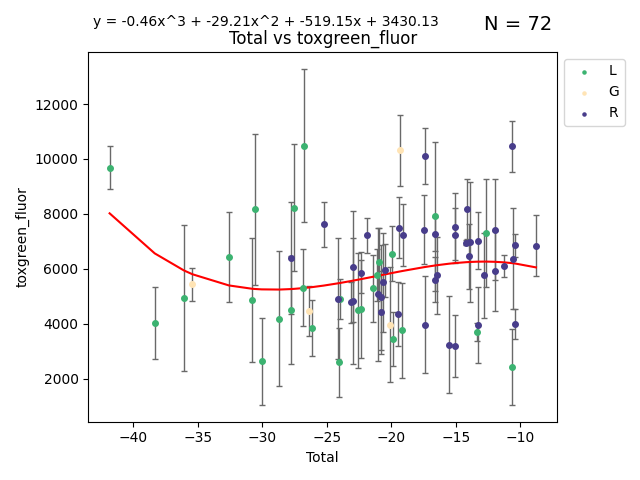 y = -0.46x^3 + -29.21x^2 + -519.15x + 3430.13
N = 72
Total vs toxgreen_fluor
L
G
R
12000
10000
8000
6000
4000
2000
toxgreen_fluor
−40
−35
−30
−25
−20
−15
−10
Total